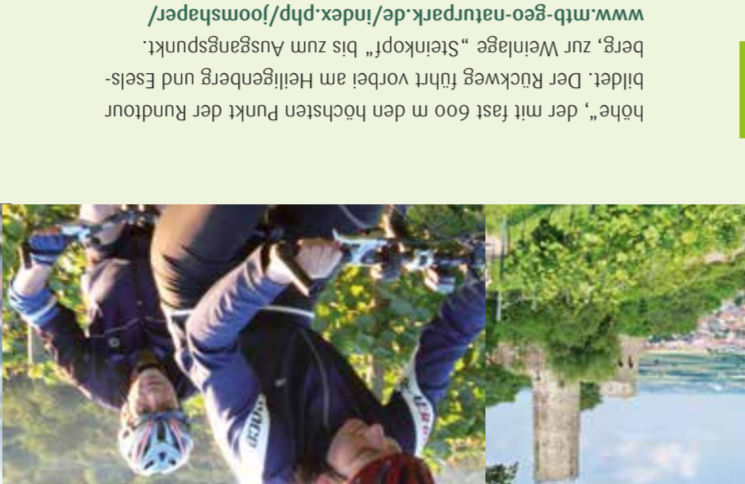 höhe“, der mit fast 600 m den höchsten Punkt der Rundtour
bildet. Der Rückweg führt vorbei am Heiligenberg und Esels-
berg, zur Weinlage „Steinkopf“ bis zum Ausgangspunkt.
www.mtb-geo-naturpark.de/index.php/joomshaper/